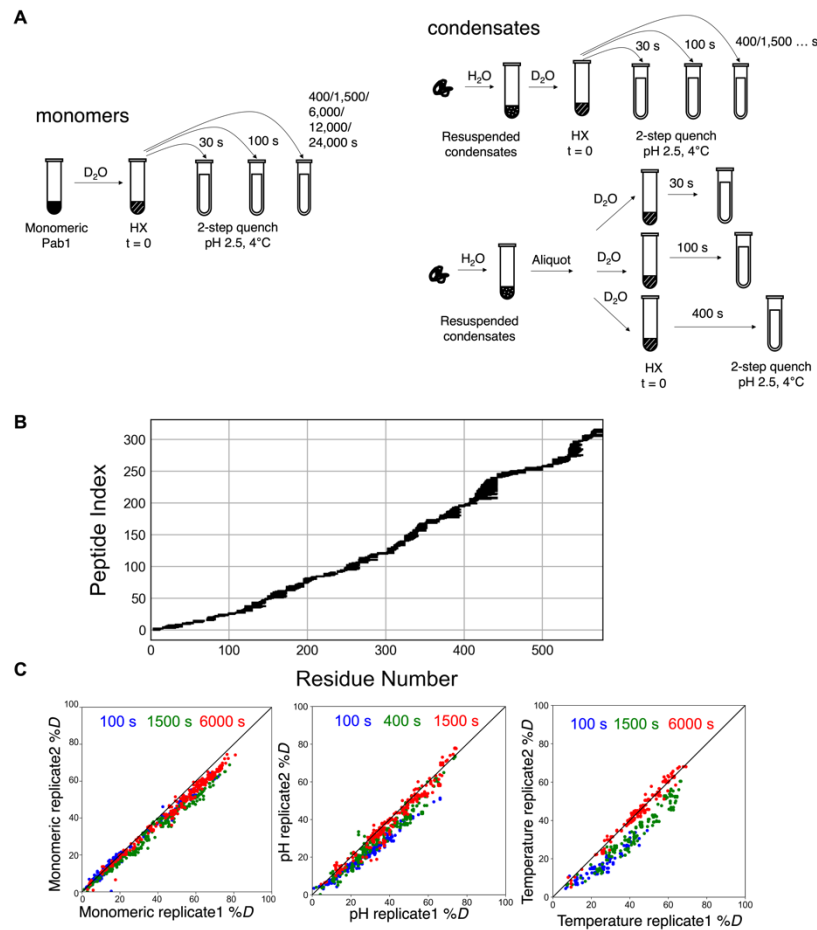 A
monomers
D2O
30 s
100 s
400/1,500/
6,000/
12,000/
24,000 s
Monomeric
Pab1
HX
t = 0
2-step quench
pH 2.5, 4°C
condensates
H2O
D2O
30 s
100 s
400/1,500 ... s
Resuspended
condensates
HX
t = 0
2-step quench
pH 2.5, 4°C
H2O
Aliquot
D2O
30 s
D2O
100 s
D2O
400 s
Resuspended
condensates
HX
t = 0
2-step quench
pH 2.5, 4°C
B
Peptide Index
300
250
200
150
100
50
0
0 100 200 300 400 500
Residue Number
C
Monomeric replicate2 %D
100
80
60
40
20
0
100 s 1500 s 6000 s
0 20 40 60 80 100
Monomeric replicate1 %D
pH replicate2 %D
100
80
60
40
20
0
100 s 400 s 1500 s
0 20 40 60 80 100
pH replicate1 %D
Temperature replicate2 %D
100
80
60
40
20
0
100 s 1500 s 6000 s
0 20 40 60 80 100
Temperature replicate1 %D